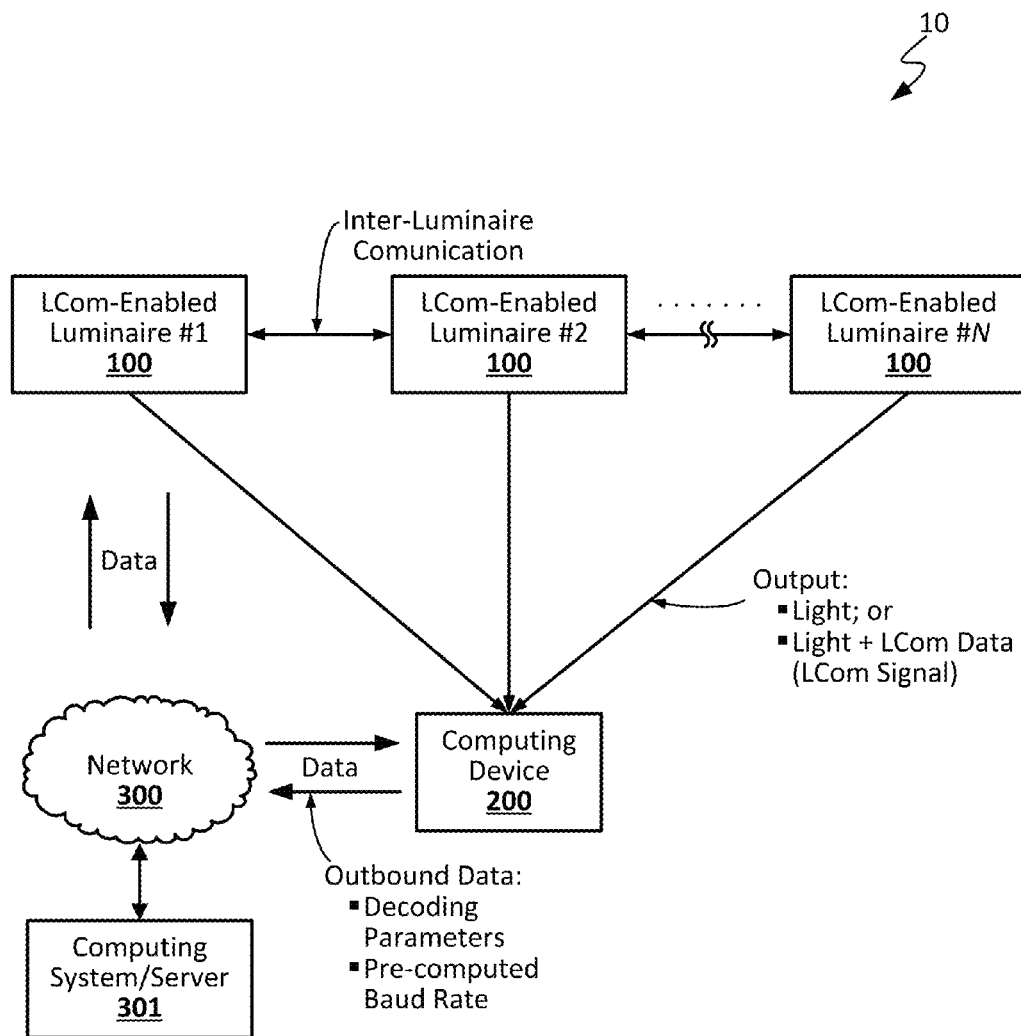 10
Inter-Luminaire
Comunication
LCom-Enabled
Luminaire #1
100
LCom-Enabled
Luminaire #2
100
.......
LCom-Enabled
Luminaire #N
100
Data
Output:
▪Light; or
▪Light + LCom Data
(LCom Signal)
Network
300
Data
Computing
Device
200
Outbound Data:
▪Decoding
Parameters
▪Pre-computed
Baud Rate
Computing
System/Server
301